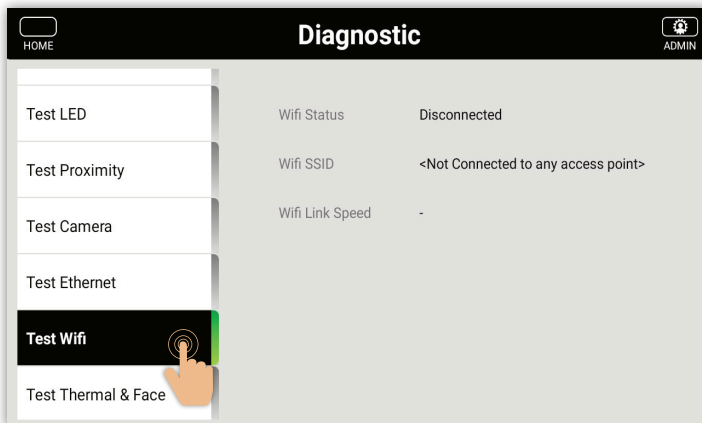 HOME
Diagnostic
ADMIN
Test LED
Test Proximity
Test Camera
Test Ethernet
Test Wifi
Test Thermal & Face
Wifi Status Disconnected
Wifi SSID <Not Connected to any access point>
Wifi Link Speed -